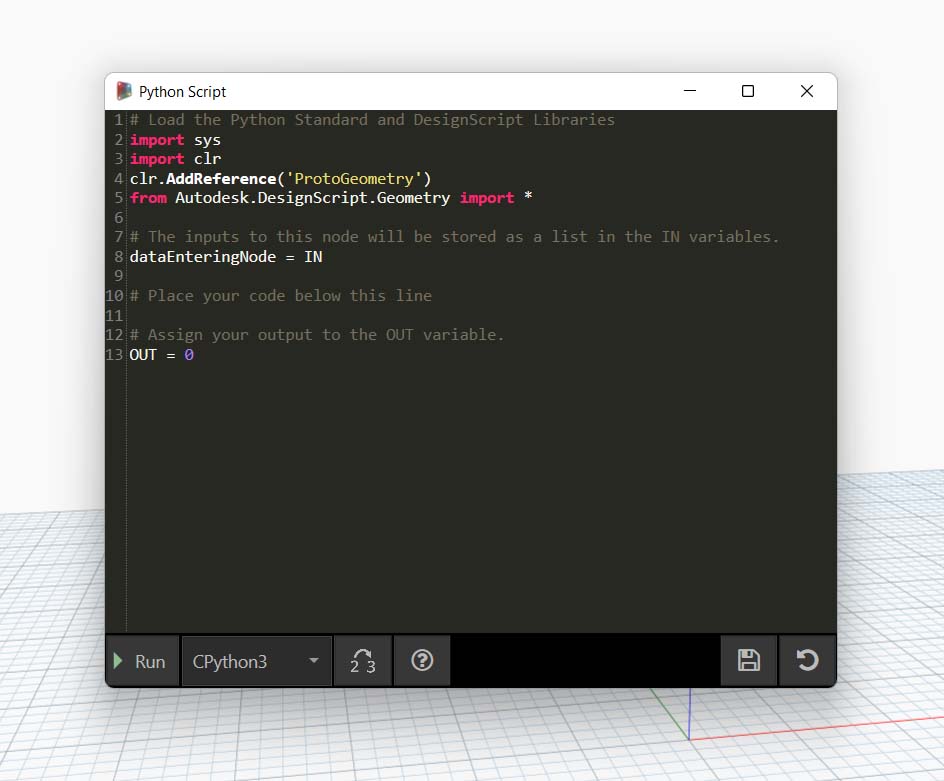 Python Script
1 # Load the Python Standard and DesignScript Libraries
2 import sys
3 import clr
4 clr.AddReference('ProtoGeometry')
5 from Autodesk.DesignScript.Geometry import *
6
7 # The inputs to this node will be stored as a list in the IN variables.
8 dataEnteringNode = IN
9
10 # Place your code below this line
11
12 # Assign your output to the OUT variable.
13 OUT = 0
Run CPython3 2 3 ?